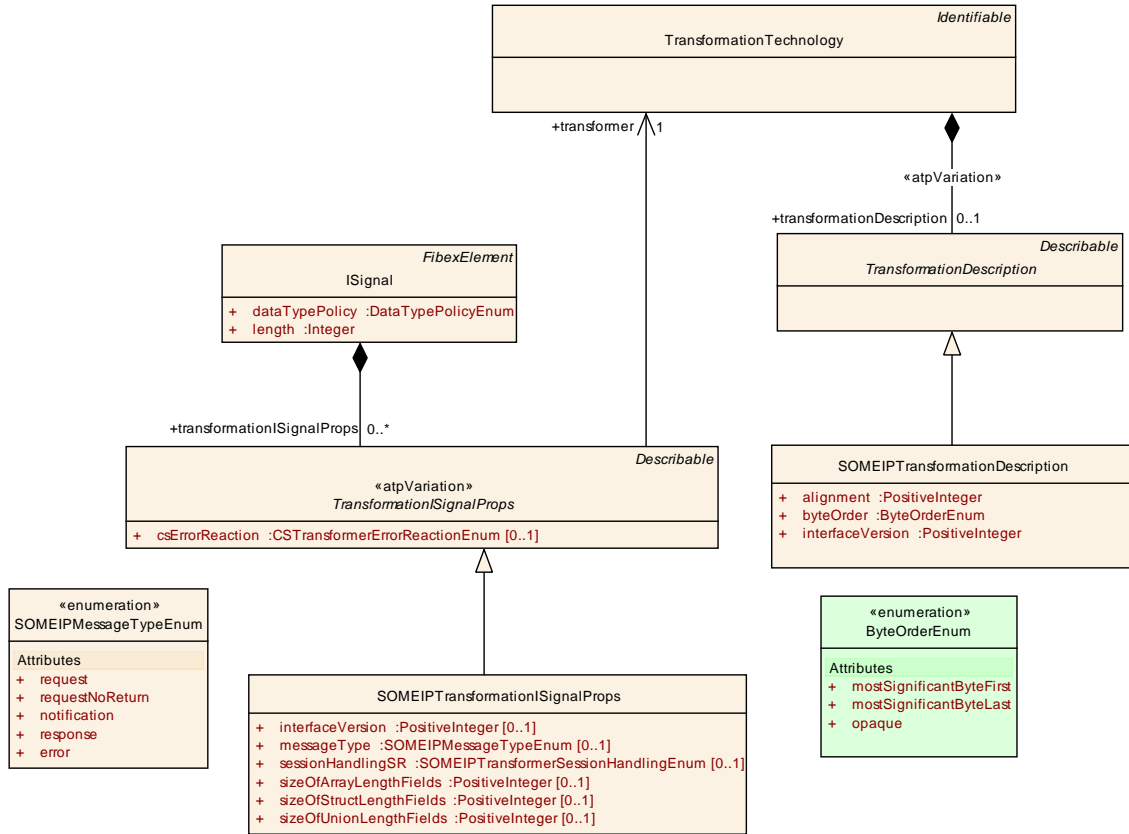 Identifiable
TransformationTechnology
+transformer 1
«atpVariation»
+transformationDescription 0..1
Describable
TransformationDescription
FibexElement
ISignal
+ dataTypePolicy :DataTypePolicyEnum
+ length :Integer
+transformationISignalProps 0..*
Describable
«atpVariation»
TransformationISignalProps
+ csErrorReaction :CSTransformerErrorReactionEnum [0..1]
SOMEIPTransformationDescription
+ alignment :PositiveInteger
+ byteOrder :ByteOrderEnum
+ interfaceVersion :PositiveInteger
«enumeration»
SOMEIPMessageTypeEnum
Attributes
+ request
+ requestNoReturn
+ notification
+ response
+ error
SOMEIPTransformationISignalProps
+ interfaceVersion :PositiveInteger [0..1]
+ messageType :SOMEIPMessageTypeEnum [0..1]
+ sessionHandlingSR :SOMEIPTransformerSessionHandlingEnum [0..1]
+ sizeOfArrayLengthFields :PositiveInteger [0..1]
+ sizeOfStructLengthFields :PositiveInteger [0..1]
+ sizeOfUnionLengthFields :PositiveInteger [0..1]
«enumeration»
ByteOrderEnum
Attributes
+ mostSignificantByteFirst
+ mostSignificantByteLast
+ opaque